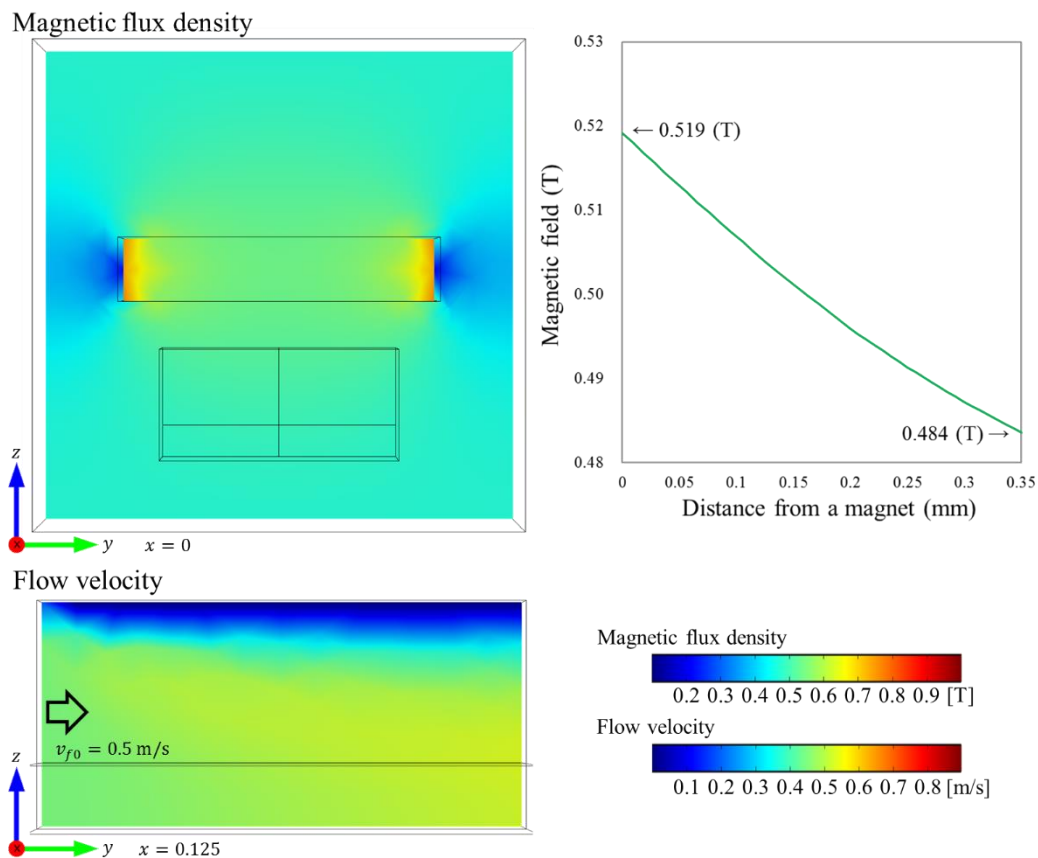 Magnetic flux density
z
x
y
x = 0
0.53
0.52
0.51
0.50
0.49
0.48
Magnetic field (T)
← 0.519 (T)
0.484 (T) →
0 0.05 0.1 0.15 0.2 0.25 0.3 0.35
Distance from a magnet (mm)
Flow velocity
v_{f0} = 0.5 m/s
z
x
y
x = 0.125
Magnetic flux density
0.2 0.3 0.4 0.5 0.6 0.7 0.8 0.9 [T]
Flow velocity
0.1 0.2 0.3 0.4 0.5 0.6 0.7 0.8 [m/s]